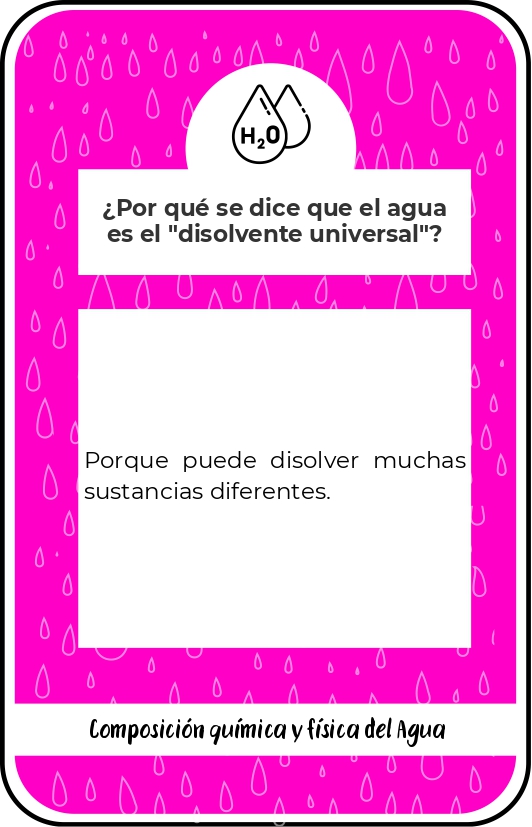 H₂O
¿Por qué se dice que el agua
es el "disolvente universal"?
Porque puede disolver muchas
sustancias diferentes.
Composición química y física del Agua